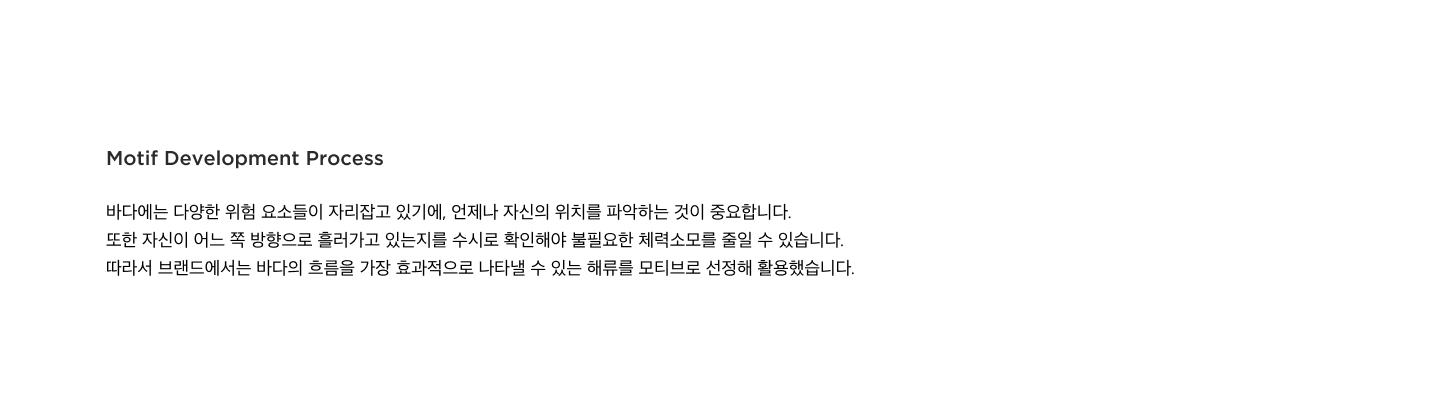 Motif Development Process
바다에는 다양한 위험 요소들이 자리잡고 있기에, 언제나 자신의 위치를 파악하는 것이 중요합니다.
또한 자신이 어느 쪽 방향으로 흘러가고 있는지를 수시로 확인해야 불필요한 체력소모를 줄일 수 있습니다.
따라서 브랜드에서는 바다의 흐름을 가장 효과적으로 나타낼 수 있는 해류를 모티브로 선정해 활용했습니다.